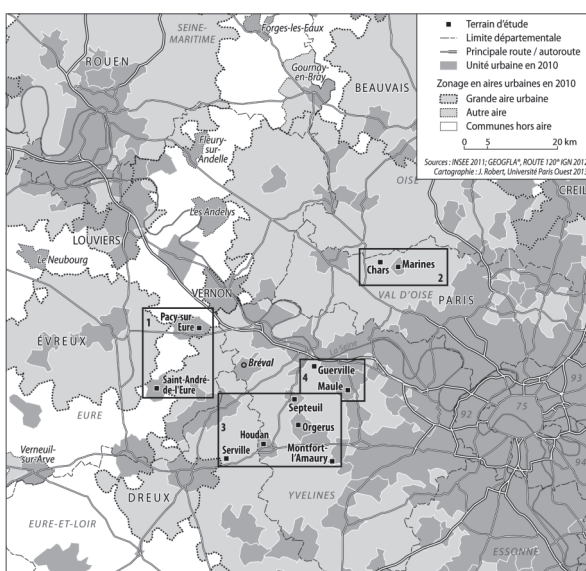 Terrain d'étude
Limite départementale
Principale route / autoroute
Unité urbaine en 2010
Zonage en aires urbaines en 2010
Grande aire urbaine
Autre aire
Communes hors aire
0 5 20 km
Sources : INSEE 2011; GEOGFLA®, ROUTE 120® IGN 2012
Cartographie : J. Robert, Université Paris Ouest 2013
SEINE-
MARITIME
Forges-les-Eaux
ROUEN
Gournay-
en-Bray
BEAUVAIS
Fleury-
sur-
Andelle
OISE
CREIL
Les Andelys
LOUVIERS
Le Neubourg
Chars
Marines
2
VERNON
VAL D'OISE
PARIS
1
Pacy-sur-
Eure
La Seine
ÉVREUX
Bréval
4
Guerville
93
Saint-André-
de-l'Eure
Maule
EURE
Septeuil
92
75
3
Orgerus
Houdan
Verneuil-
sur-Avre
Serville
Montfort-
l'Amaury
94
DREUX
YVELINES
EURE-ET-LOIR
ESSONNE